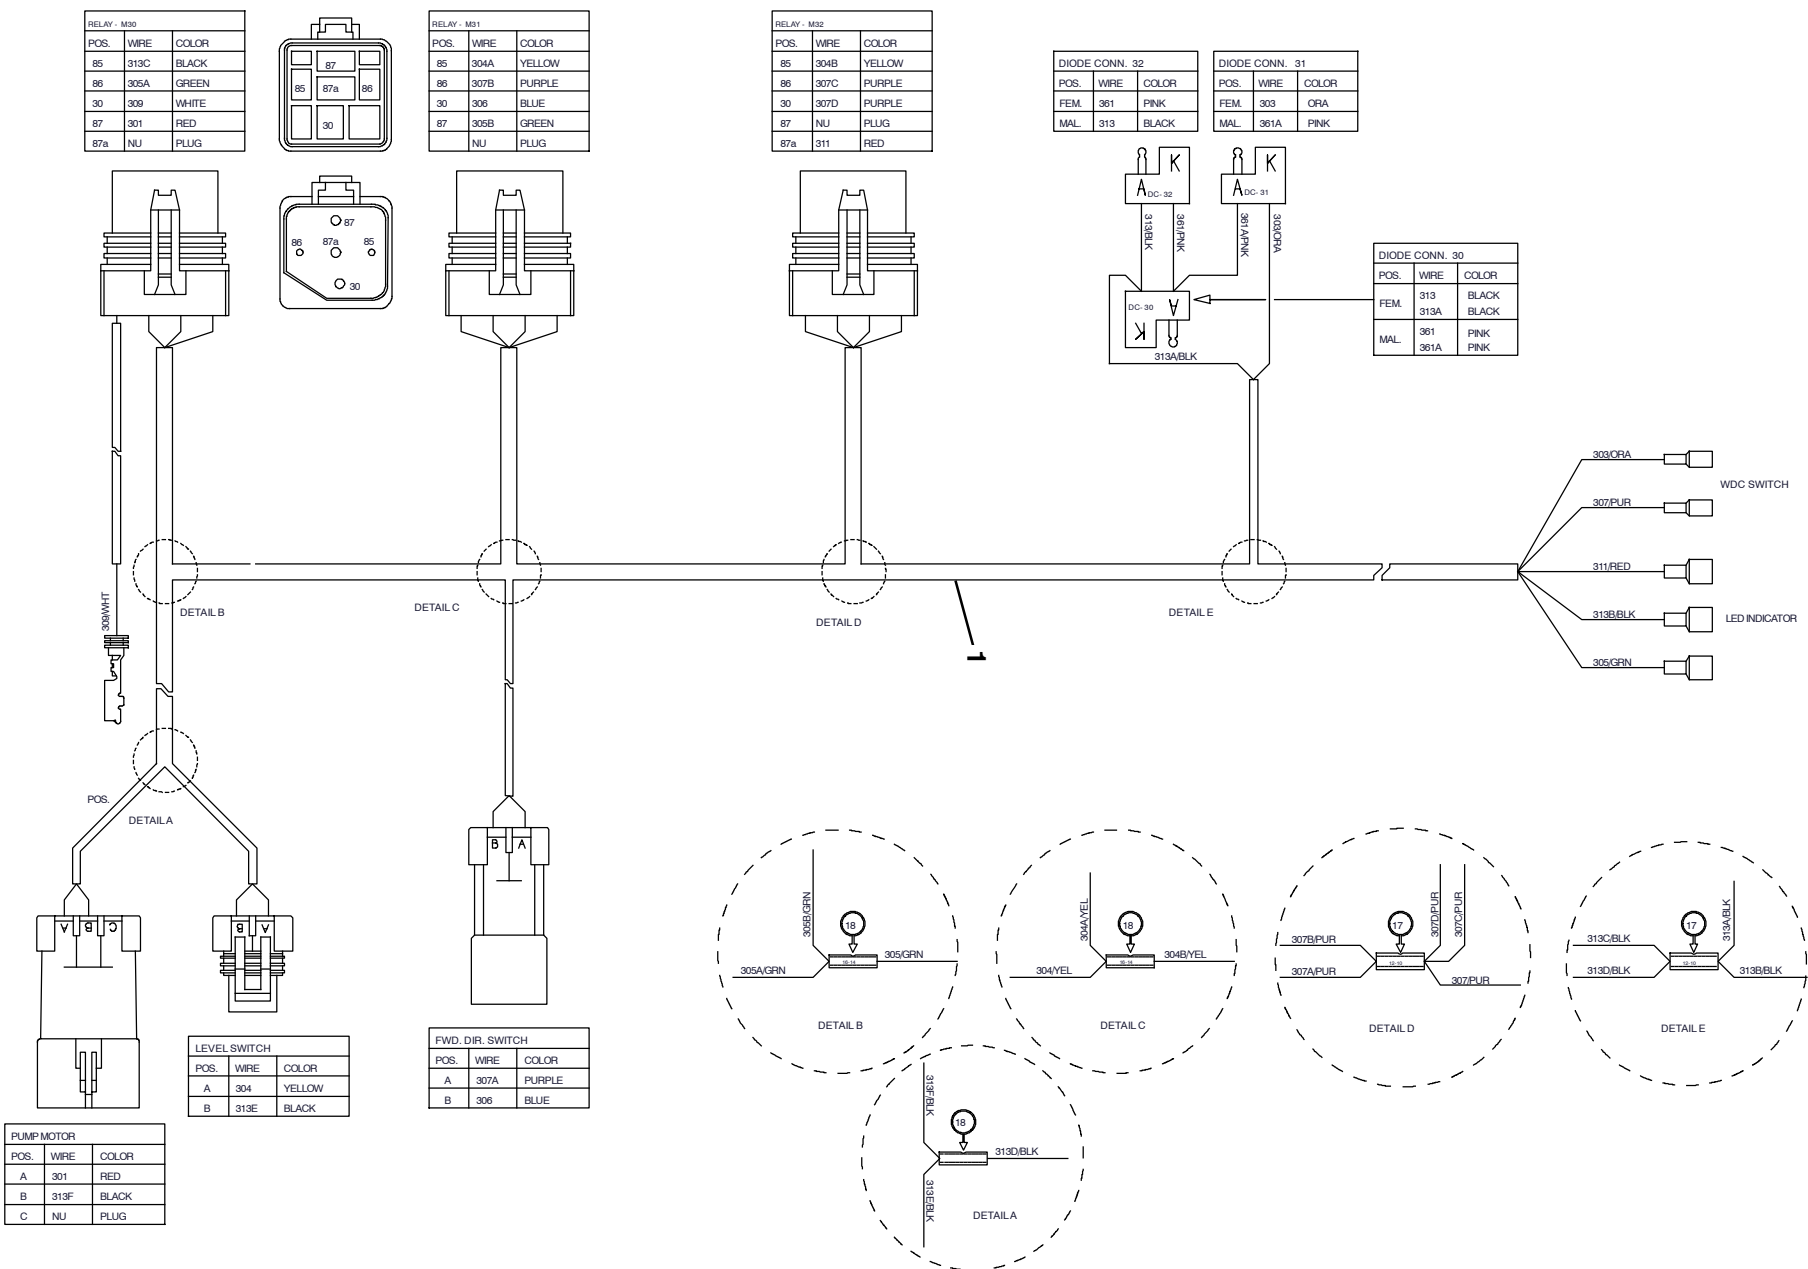 RELAY - M30
POS. WIRE COLOR
85 313C BLACK
86 305A GREEN
30 309 WHITE
87 301 RED
87a NU PLUG
87
85 87a 86
30
87
86 87a 85
30
RELAY - M31
POS. WIRE COLOR
85 304A YELLOW
86 307B PURPLE
30 306 BLUE
87 305B GREEN
NU PLUG
RELAY - M32
POS. WIRE COLOR
85 304B YELLOW
86 307C PURPLE
30 307D PURPLE
87 NU PLUG
87a 311 RED
DIODE CONN. 32
POS. WIRE COLOR
FEM. 361 PINK
MAL. 313 BLACK
DIODE CONN. 31
POS. WIRE COLOR
FEM. 303 ORA
MAL. 361A PINK
K
A DC-32
K
A DC-31
313/BLK
361/PNK
361A/PNK
303/ORA
DC-30 A
K
313A/BLK
DIODE CONN. 30
POS. WIRE COLOR
FEM. 313 BLACK
313A BLACK
MAL. 361 PINK
361A PINK
303/ORA
WDC SWITCH
307/PUR
311/RED
313B/BLK
LED INDICATOR
305/GRN
309/WHT
DETAIL B
DETAIL C
DETAIL D
DETAIL E
1
POS.
DETAIL A
A B C
B A
B A
LEVEL SWITCH
POS. WIRE COLOR
A 304 YELLOW
B 313E BLACK
FWD. DIR. SWITCH
POS. WIRE COLOR
A 307A PURPLE
B 306 BLUE
PUMP MOTOR
POS. WIRE COLOR
A 301 RED
B 313F BLACK
C NU PLUG
305B/GRN
18
305/GRN
16-14
305A/GRN
DETAIL B
304A/YEL
18
304B/YEL
16-14
304/YEL
DETAIL C
307D/PUR
307C/PUR
17
307B/PUR
12-10
307A/PUR
307/PUR
DETAIL D
313A/BLK
17
313C/BLK
12-10
313D/BLK
313B/BLK
DETAIL E
313F/BLK
18
313D/BLK
313E/BLK
DETAIL A